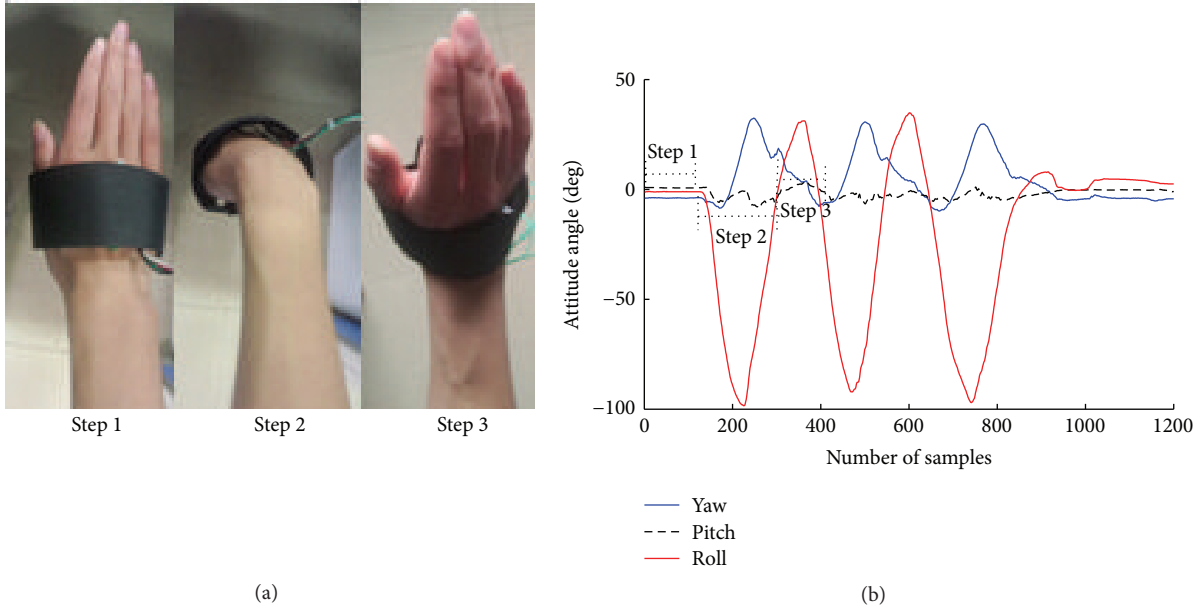 Step 1
Step 2
Step 3
(a)
Attitude angle (deg)
50
0
−50
−100
Step 1
Step 2
Step 3
0
200
400
600
800
1000
1200
Number of samples
Yaw
Pitch
Roll
(b)